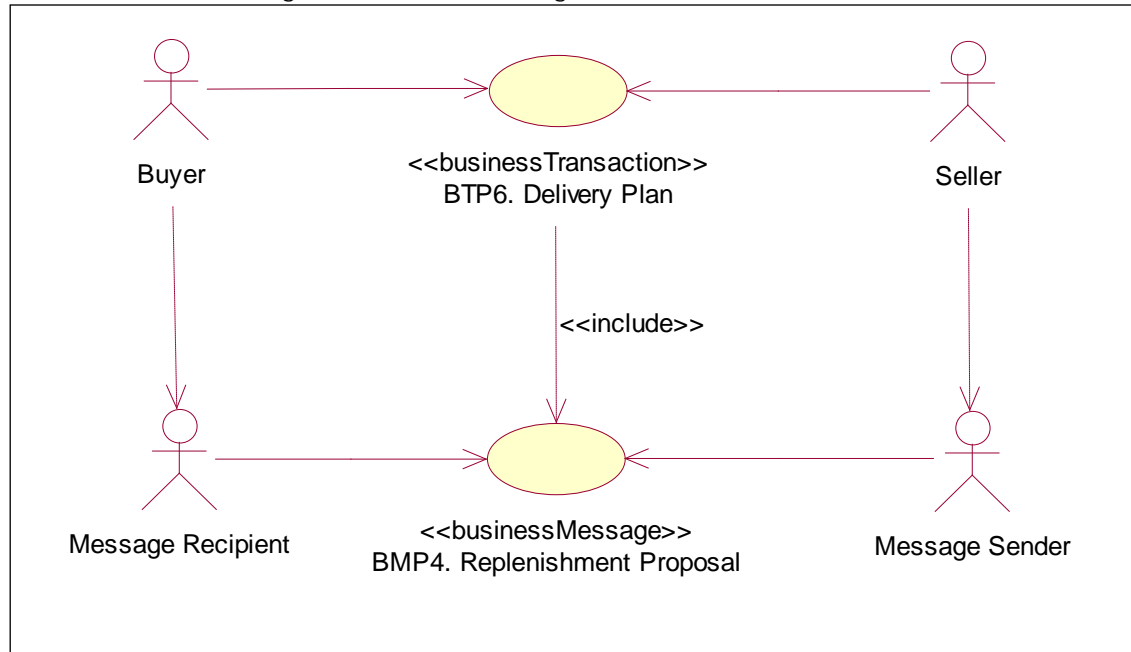 Buyer
<<businessTransaction>>
BTP6. Delivery Plan
Seller
<<include>>
Message Recipient
<<businessMessage>>
BMP4. Replenishment Proposal
Message Sender